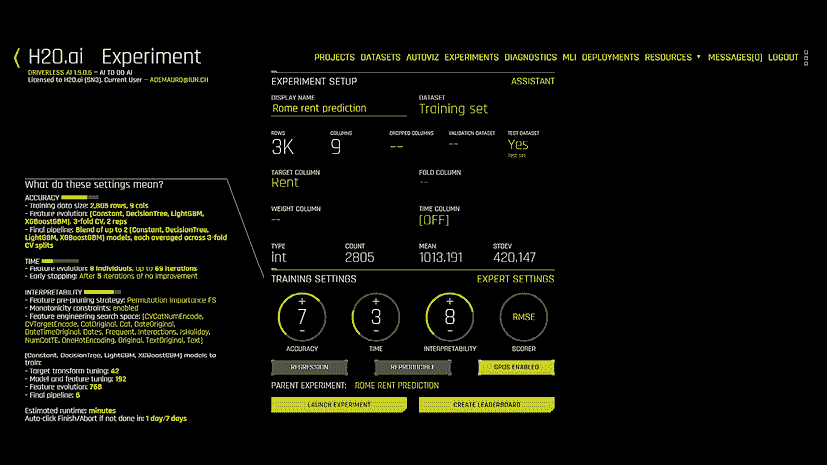 H2O.ai Experiment
DRIVERLESS AI 1.9.0.6 – AI TO DO AI
Licensed to H2O.ai (SN3). Current User – ADEMAURO@IUN.CH
PROJECTS DATASETS AUTOVIZ EXPERIMENTS DIAGNOSTICS MLI DEPLOYMENTS RESOURCES MESSAGES[0] LOGOUT
EXPERIMENT SETUP ASSISTANT
DISPLAY NAME DATASET
Rome rent prediction Training set
ROWS COLUMNS DROPPED COLUMNS VALIDATION DATASET TEST DATASET
3K 9 -- -- Yes
Test set
TARGET COLUMN FOLD COLUMN
Rent --
WEIGHT COLUMN TIME COLUMN
-- [OFF]
TYPE COUNT MEAN STDEV
int 2805 1013.191 420.147
What do these settings mean?
ACCURACY
- Training data size: 2,805 rows, 9 cols
- Feature evolution: [Constant, DecisionTree, LightGBM,
XGBoostGBM], 3-fold CV, 2 reps
- Final pipeline: Blend of up to 2 [Constant, DecisionTree,
LightGBM, XGBoostGBM] models, each averaged across 3-fold
CV splits
TIME
- Feature evolution: 8 individuals, up to 69 iterations
- Early stopping: After 5 iterations of no improvement
INTERPRETABILITY
- Feature pre-pruning strategy: Permutation Importance FS
- Monotonicity constraints: enabled
- Feature engineering search space: [CVCatNumEncode,
CVTargetEncode, CatOriginal, Cat, DateOriginal,
DateTimeOriginal, Dates, Frequent, Interactions, IsHoliday,
NumCatTE, OneHotEncoding, Original, TextOriginal, Text]
[Constant, DecisionTree, LightGBM, XGBoostGBM] models to
train:
- Target transform tuning: 42
- Model and feature tuning: 192
- Feature evolution: 768
- Final pipeline: 6
Estimated runtime: minutes
Auto-click Finish/Abort if not done in: 1 day/7 days
TRAINING SETTINGS EXPERT SETTINGS
+ + +
7 3 8 RMSE
- - -
ACCURACY TIME INTERPRETABILITY SCORER
REGRESSION REPRODUCIBLE GPUS ENABLED
PARENT EXPERIMENT: ROME RENT PREDICTION
LAUNCH EXPERIMENT CREATE LEADERBOARD